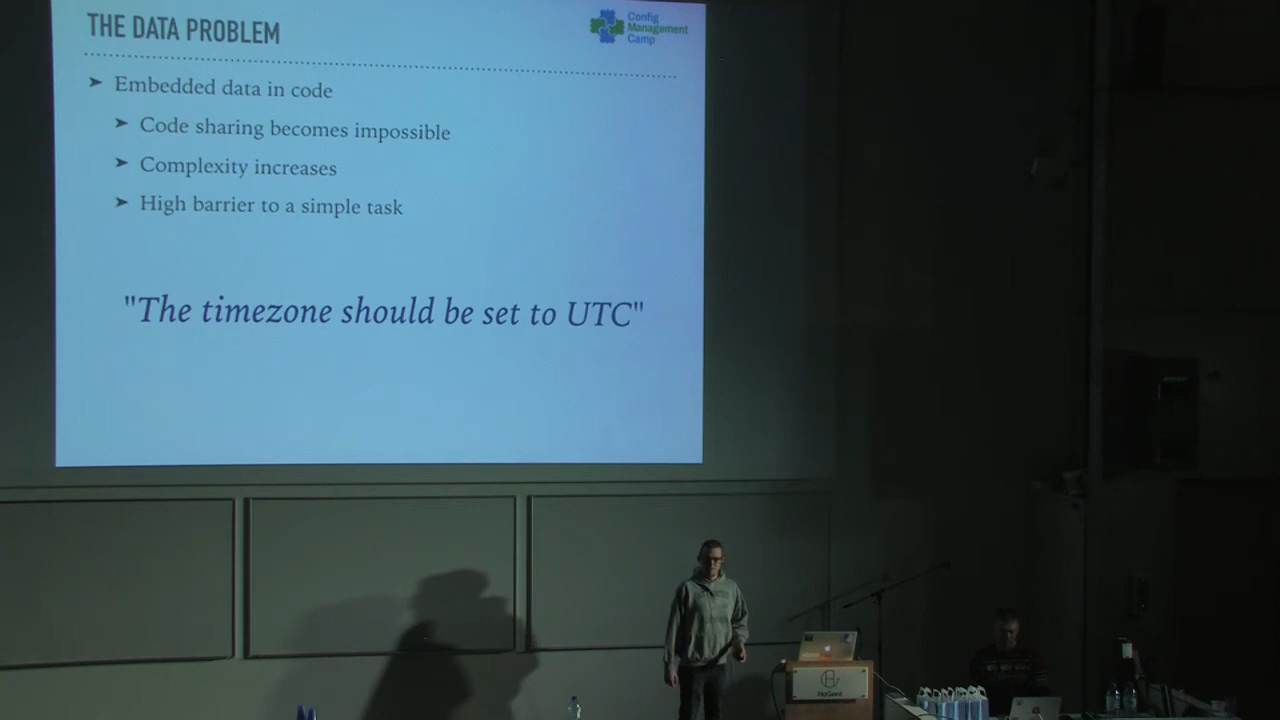 THE DATA PROBLEM
Config
Management
Camp
➤ Embedded data in code
➤ Code sharing becomes impossible
➤ Complexity increases
➤ High barrier to a simple task
"The timezone should be set to UTC"
HoGent